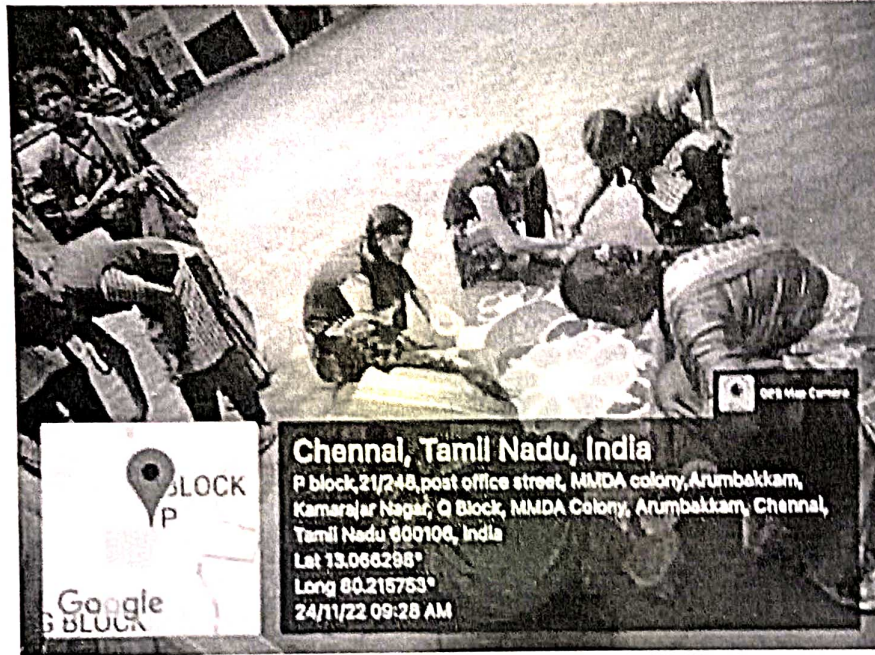 GPS Map Camera
Chennai, Tamil Nadu, India
P block,21/248,post office street, MMDA colony,Arumbakkam,
Kamarajar Nagar, Q Block, MMDA Colony, Arumbakkam, Chennai,
Tamil Nadu 600106, India
Lat 13.066298°
Long 80.215753°
24/11/22 09:28 AM
BLOCK
P
Google
G BLOCK